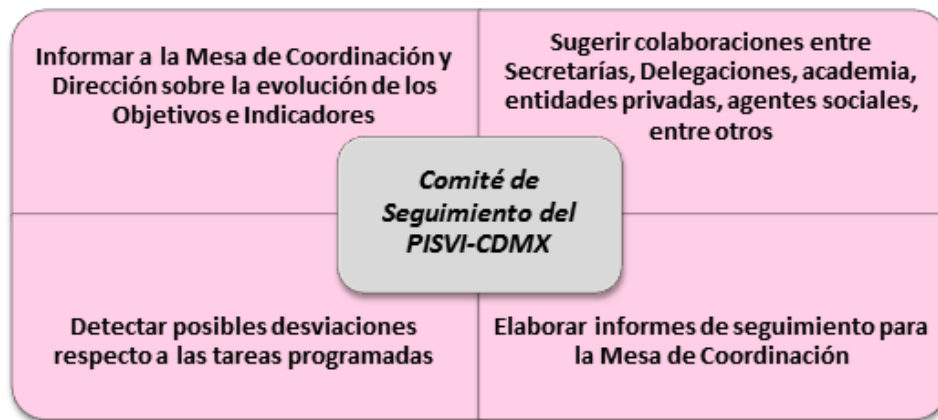 Informar a la Mesa de Coordinación y
Dirección sobre la evolución de los
Objetivos e Indicadores
Sugerir colaboraciones entre
Secretarías, Delegaciones, academia,
entidades privadas, agentes sociales,
entre otros
Comité de
Seguimiento del
PISVI-CDMX
Detectar posibles desviaciones
respecto a las tareas programadas
Elaborar informes de seguimiento para
la Mesa de Coordinación